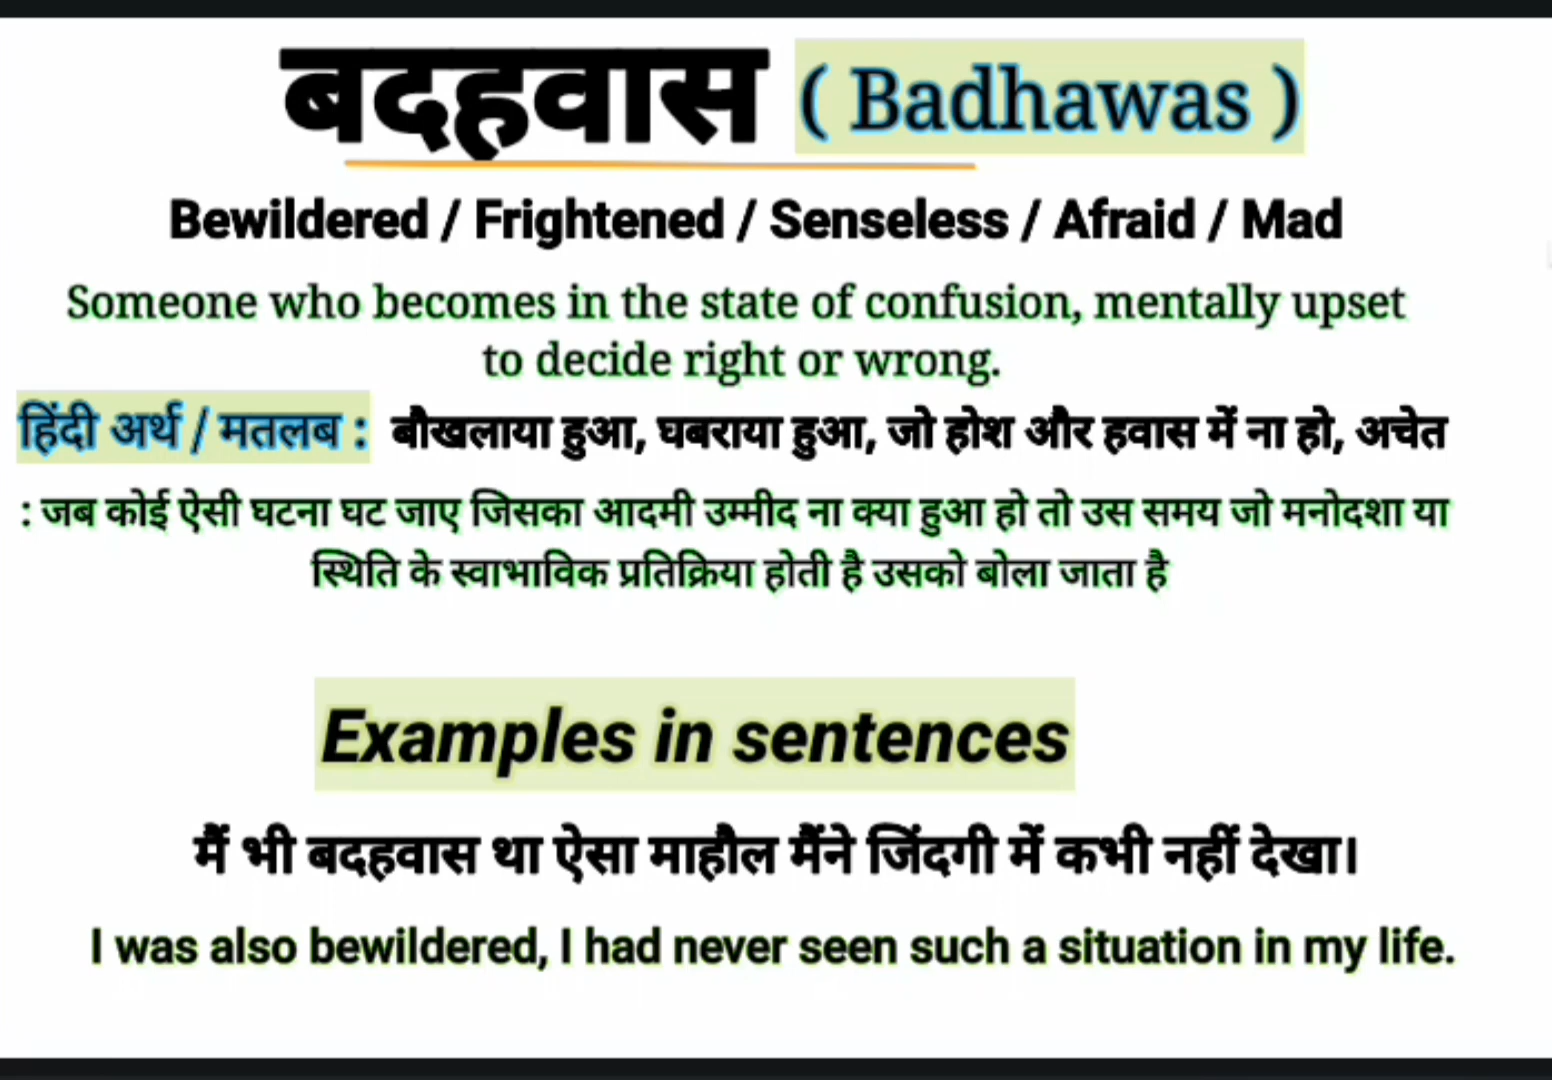 बदहवास ( Badhawas )
Bewildered / Frightened / Senseless / Afraid / Mad
Someone who becomes in the state of confusion, mentally upset
to decide right or wrong.
हिंदी अर्थ / मतलब : बौखलाया हुआ, घबराया हुआ, जो होश और हवास में ना हो, अचेत
: जब कोई ऐसी घटना घट जाए जिसका आदमी उम्मीद ना क्या हुआ हो तो उस समय जो मनोदशा या
स्थिति के स्वाभाविक प्रतिक्रिया होती है उसको बोला जाता है
Examples in sentences
मैं भी बदहवास था ऐसा माहौल मैंने जिंदगी में कभी नहीं देखा।
I was also bewildered, I had never seen such a situation in my life.